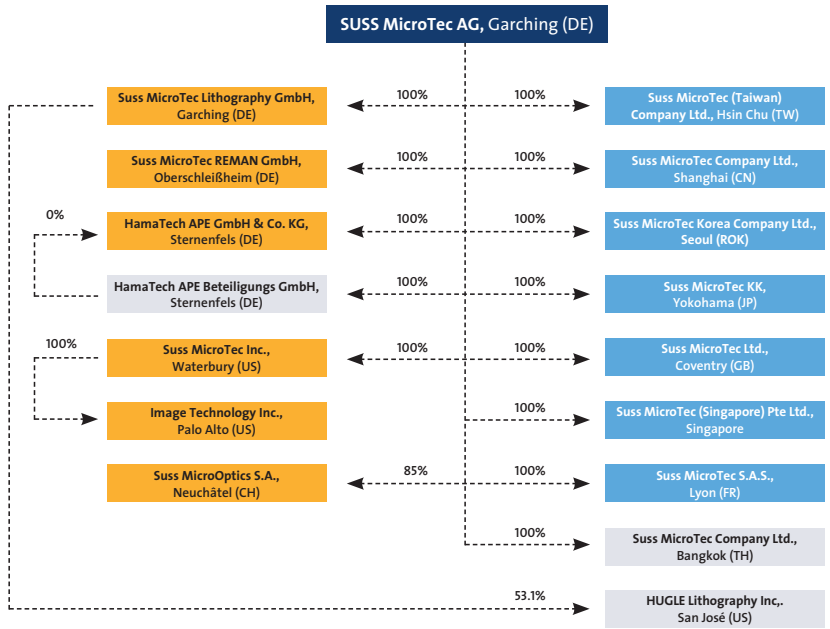 SUSS MicroTec AG, Garching (DE)
Suss MicroTec Lithography GmbH,
Garching (DE)
100%
100%
Suss MicroTec (Taiwan)
Company Ltd., Hsin Chu (TW)
Suss MicroTec REMAN GmbH,
Oberschleißheim (DE)
100%
100%
Suss MicroTec Company Ltd.,
Shanghai (CN)
0%
HamaTech APE GmbH & Co. KG,
Sternenfels (DE)
100%
100%
Suss MicroTec Korea Company Ltd.,
Seoul (ROK)
HamaTech APE Beteiligungs GmbH,
Sternenfels (DE)
100%
100%
Suss MicroTec KK,
Yokohama (JP)
100%
Suss MicroTec Inc.,
Waterbury (US)
100%
100%
Suss MicroTec Ltd.,
Coventry (GB)
Image Technology Inc.,
Palo Alto (US)
100%
Suss MicroTec (Singapore) Pte Ltd.,
Singapore
Suss MicroOptics S.A.,
Neuchâtel (CH)
85%
100%
Suss MicroTec S.A.S.,
Lyon (FR)
100%
Suss MicroTec Company Ltd.,
Bangkok (TH)
53.1%
HUGLE Lithography Inc,.
San José (US)